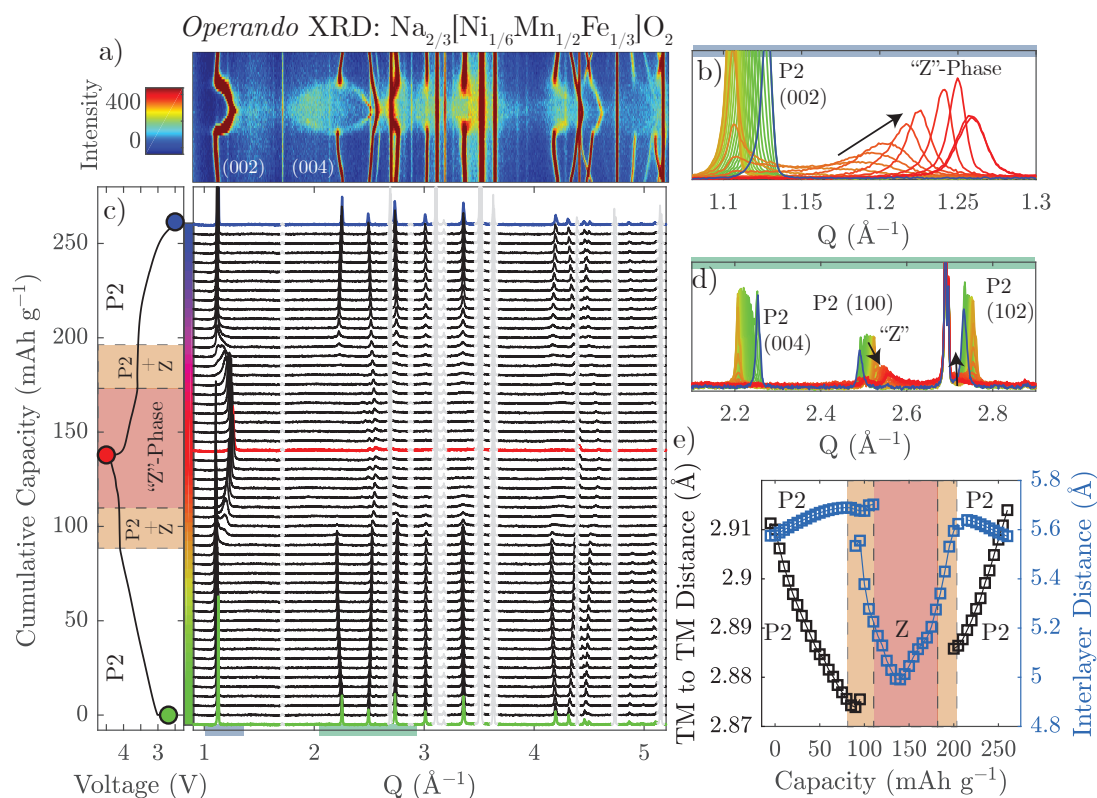 Operando XRD: Na2/3[Ni1/6Mn1/2Fe1/3]O2
a)
Intensity
400
0
(002)
(004)
b)
P2
(002)
“Z”-Phase
1.1
1.15
1.2
1.25
1.3
Q (Å−1)
c)
Cumulative Capacity (mAh g−1)
250
200
150
100
50
0
P2
P2
+
Z
“Z”-Phase
P2
+
Z
P2
4
3
Voltage (V)
1
2
3
4
5
Q (Å−1)
d)
P2
(004)
P2 (100)
“Z”
P2
(102)
2.2
2.4
2.6
2.8
Q (Å−1)
e)
TM to TM Distance (Å)
2.91
2.9
2.89
2.88
2.87
P2
P2
P2
P2
Z
5.8
5.6
5.4
5.2
5
4.8
Interlayer Distance (Å)
0
50
100
150
200
250
Capacity (mAh g−1)